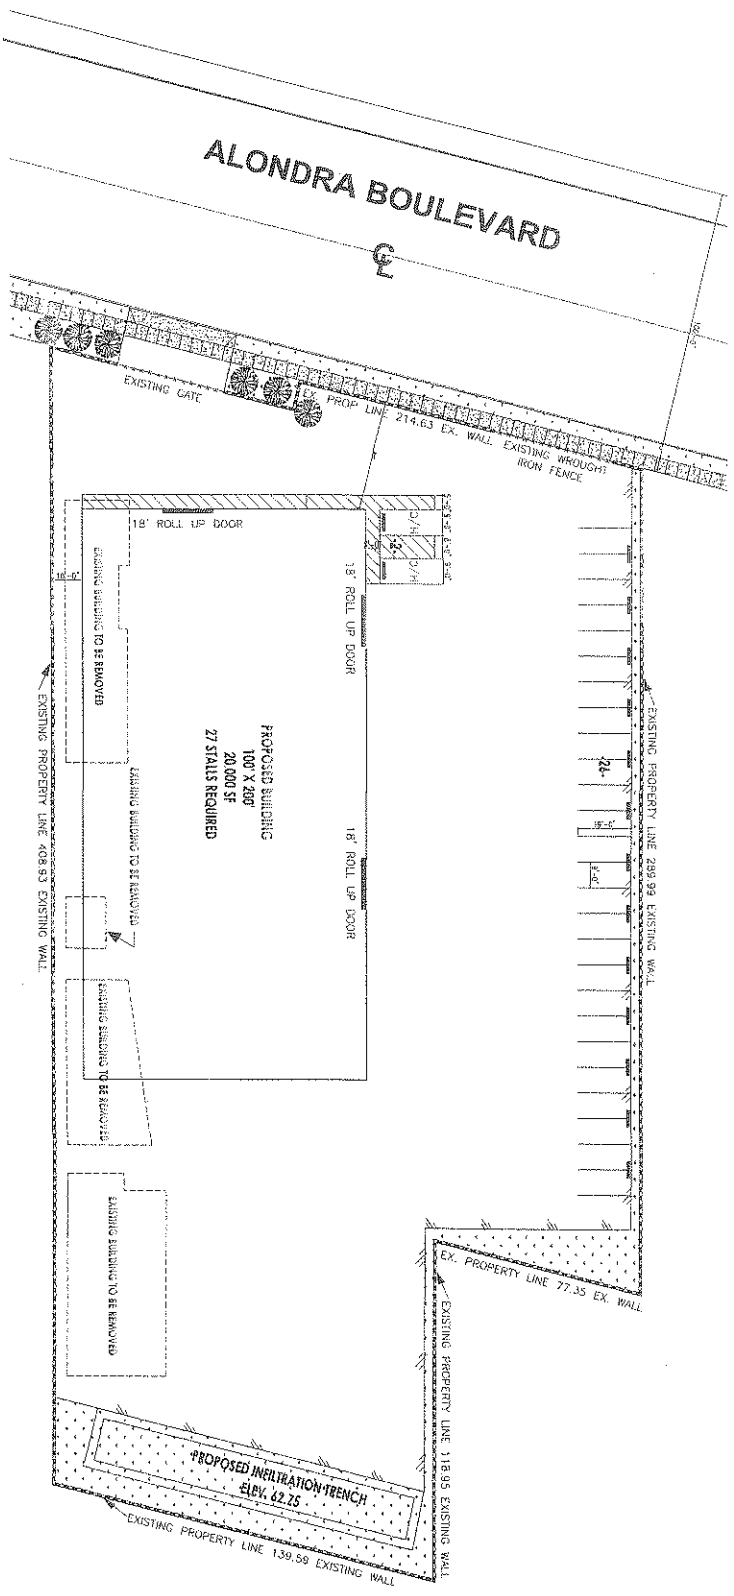 ALONDRA BOULEVARD
EXISTING GATE
EX. PROP LINE 214.63 EX. WALL EXISTING WROUGHT
IRON FENCE
18' ROLL UP DOOR
O/H
O/H
18' ROLL UP DOOR
EXISTING BUILDING TO BE REMOVED
EXISTING PROPERTY LINE 289.99 EXISTING WALL
EXISTING PROPERTY LINE 408.93 EXISTING WALL
PROPOSED BUILDING
100' X 200'
20,000 SF
27 STALLS REQUIRED
-26-
9'-0"
EXISTING BUILDING TO BE REMOVED
18' ROLL UP DOOR
EXISTING BUILDING TO BE REMOVED
EXISTING BUILDING TO BE REMOVED
EX. PROPERTY LINE 77.35 EX. WALL
EXISTING PROPERTY LINE 118.95 EXISTING WALL
PROPOSED INFILTRATION TRENCH
ELEV. 62.75
EXISTING PROPERTY LINE 139.59 EXISTING WALL